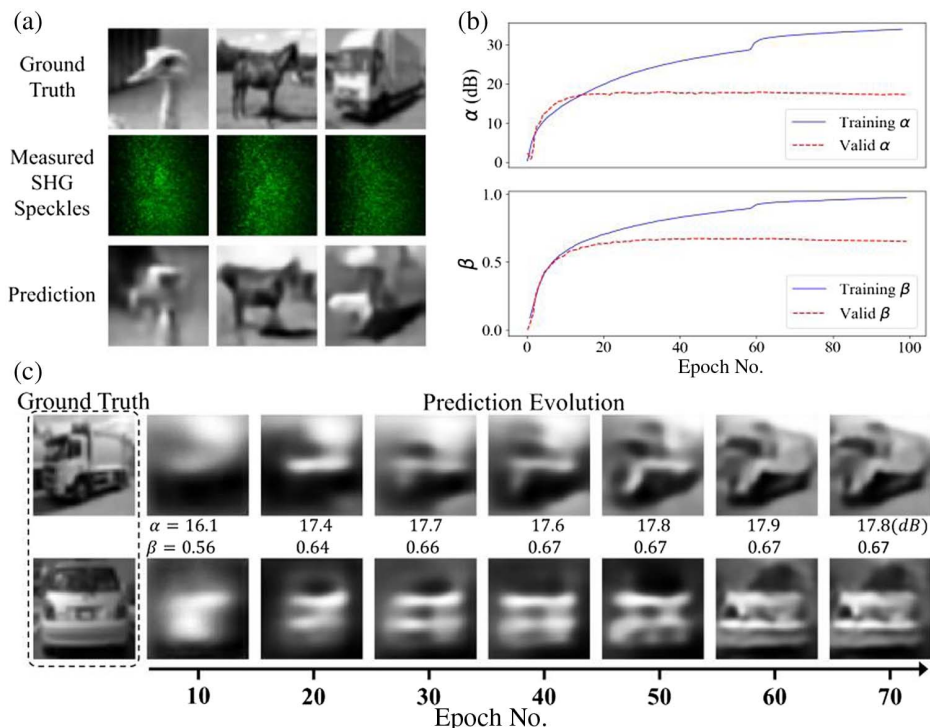 (a)
Ground
Truth
Measured
SHG
Speckles
Prediction
(b)
30
20
10
0
α (dB)
Training α
Valid α
1.0
0.5
0.0
β
Training β
Valid β
0 20 40 60 80 100
Epoch No.
(c)
Ground Truth Prediction Evolution
α = 16.1 17.4 17.7 17.6 17.8 17.9 17.8(dB)
β = 0.56 0.64 0.66 0.67 0.67 0.67 0.67
10 20 30 40 50 60 70
Epoch No.